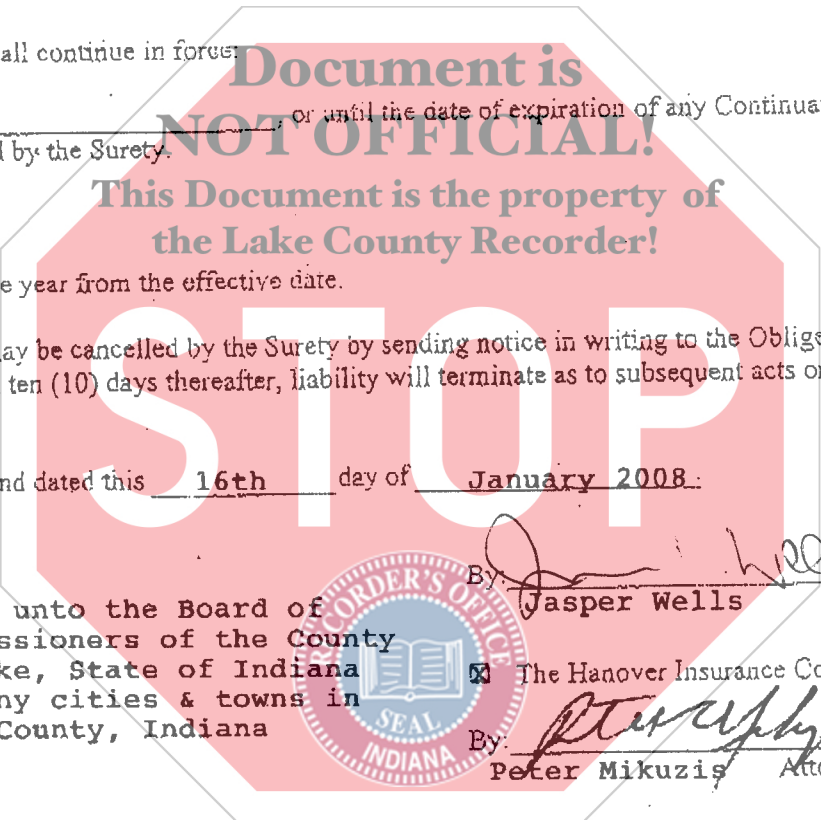 all continue in force:
Document is
, or until the date of expiration of any Continua
NOT OFFICIAL!
by the Surety.
This Document is the property of
the Lake County Recorder!
e year from the effective date.
ay be cancelled by the Surety by sending notice in writing to the Oblige
ten (10) days thereafter, liability will terminate as to subsequent acts or
STOP
nd dated this 16th day of January 2008.
By:
Jasper Wells
unto the Board of
ssioners of the County
ke, State of Indiana
ny cities & towns in
County, Indiana
RECORDER'S OFFICE
SEAL
INDIANA
The Hanover Insurance Co
By:
Peter Mikuzis Atto